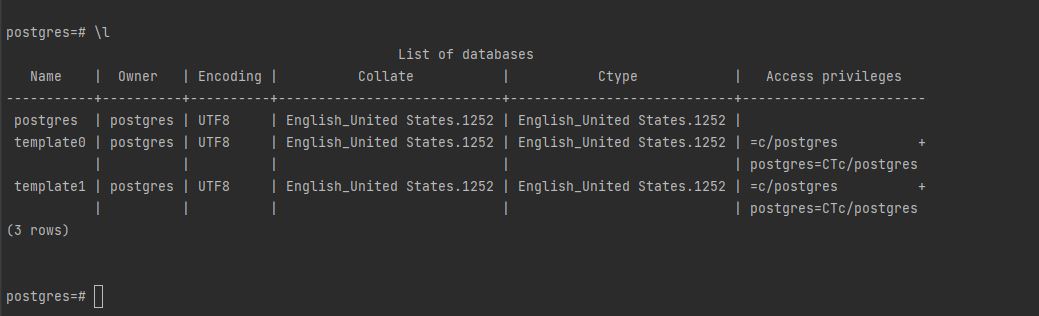 postgres=# \l
                                                List of databases
   Name    |  Owner   | Encoding |          Collate           |           Ctype            |   Access privileges
-----------+----------+----------+----------------------------+----------------------------+-----------------------
 postgres  | postgres | UTF8     | English_United States.1252 | English_United States.1252 |
 template0 | postgres | UTF8     | English_United States.1252 | English_United States.1252 | =c/postgres          +
           |          |          |                            |                            | postgres=CTc/postgres
 template1 | postgres | UTF8     | English_United States.1252 | English_United States.1252 | =c/postgres          +
           |          |          |                            |                            | postgres=CTc/postgres
(3 rows)
postgres=#